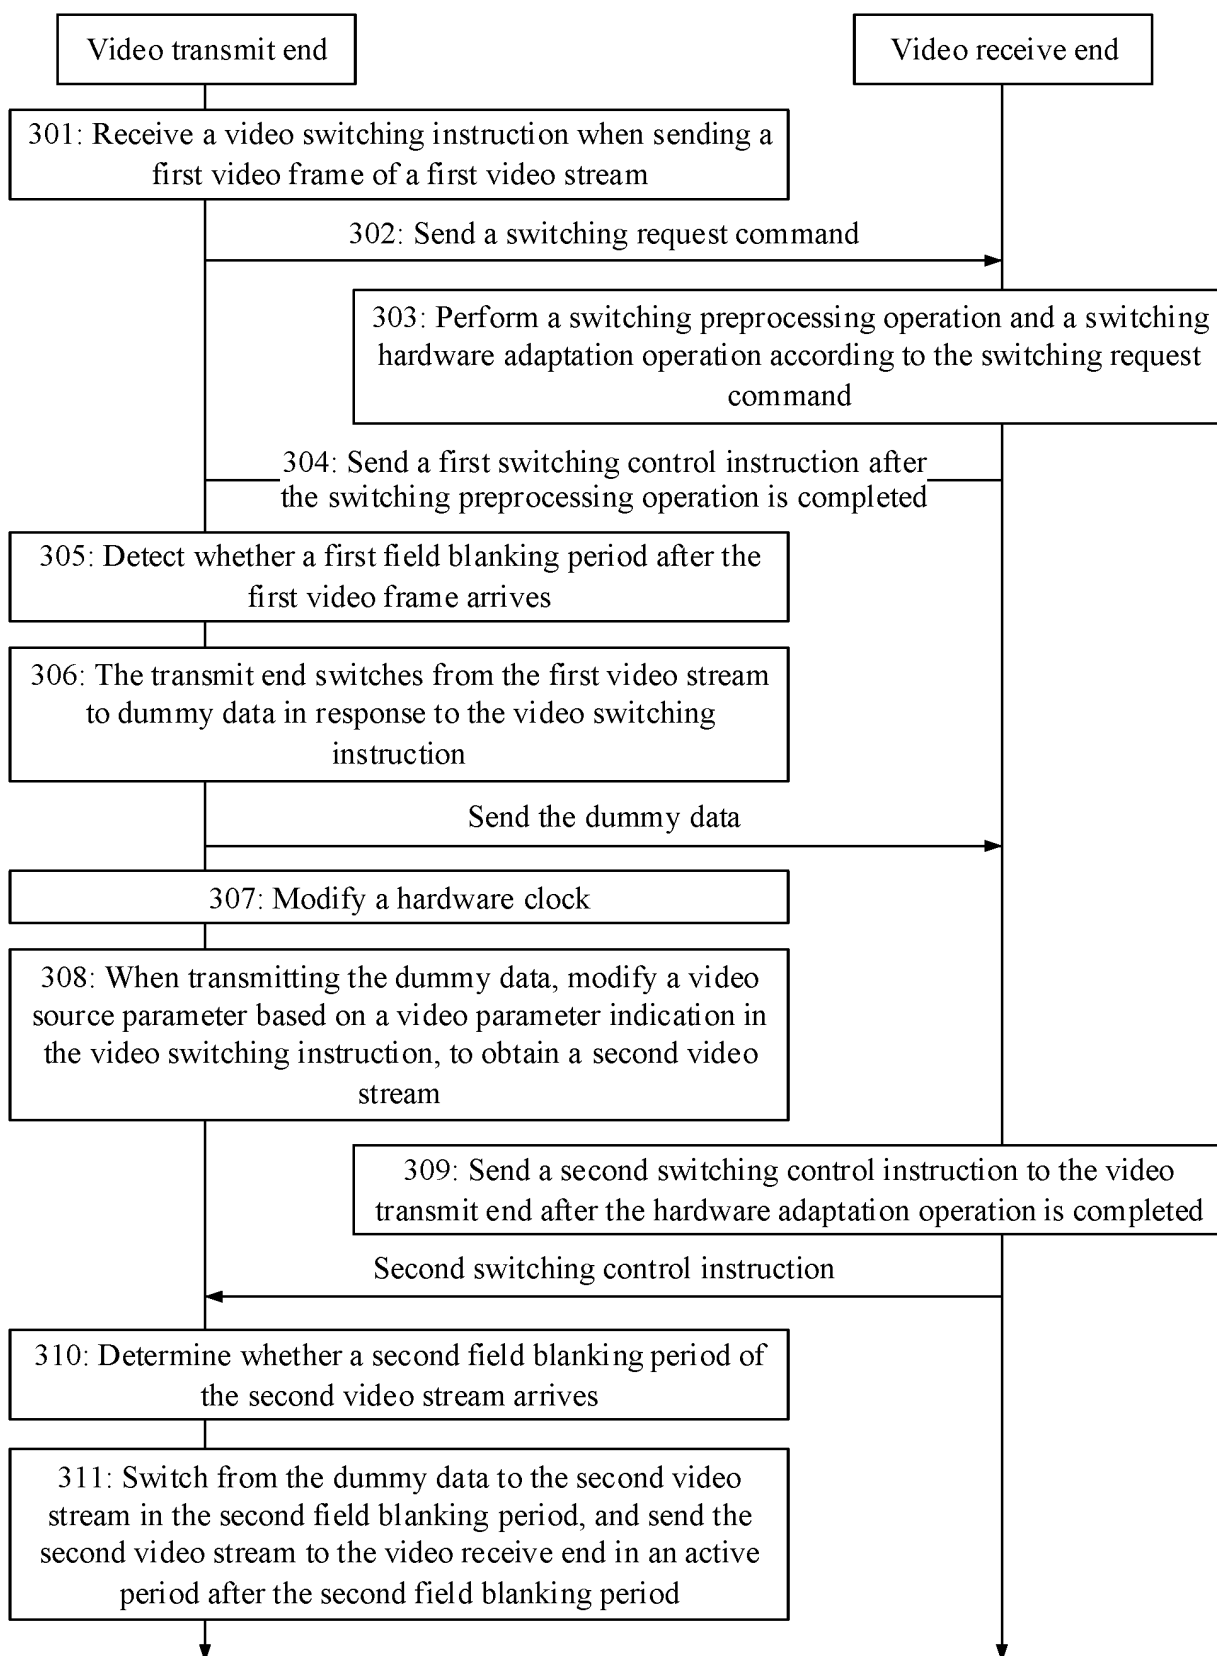 Video transmit end
Video receive end
301: Receive a video switching instruction when sending a
first video frame of a first video stream
302: Send a switching request command
303: Perform a switching preprocessing operation and a switching
hardware adaptation operation according to the switching request
command
304: Send a first switching control instruction after
the switching preprocessing operation is completed
305: Detect whether a first field blanking period after the
first video frame arrives
306: The transmit end switches from the first video stream
to dummy data in response to the video switching
instruction
Send the dummy data
307: Modify a hardware clock
308: When transmitting the dummy data, modify a video
source parameter based on a video parameter indication in
the video switching instruction, to obtain a second video
stream
309: Send a second switching control instruction to the video
transmit end after the hardware adaptation operation is completed
Second switching control instruction
310: Determine whether a second field blanking period of
the second video stream arrives
311: Switch from the dummy data to the second video
stream in the second field blanking period, and send the
second video stream to the video receive end in an active
period after the second field blanking period